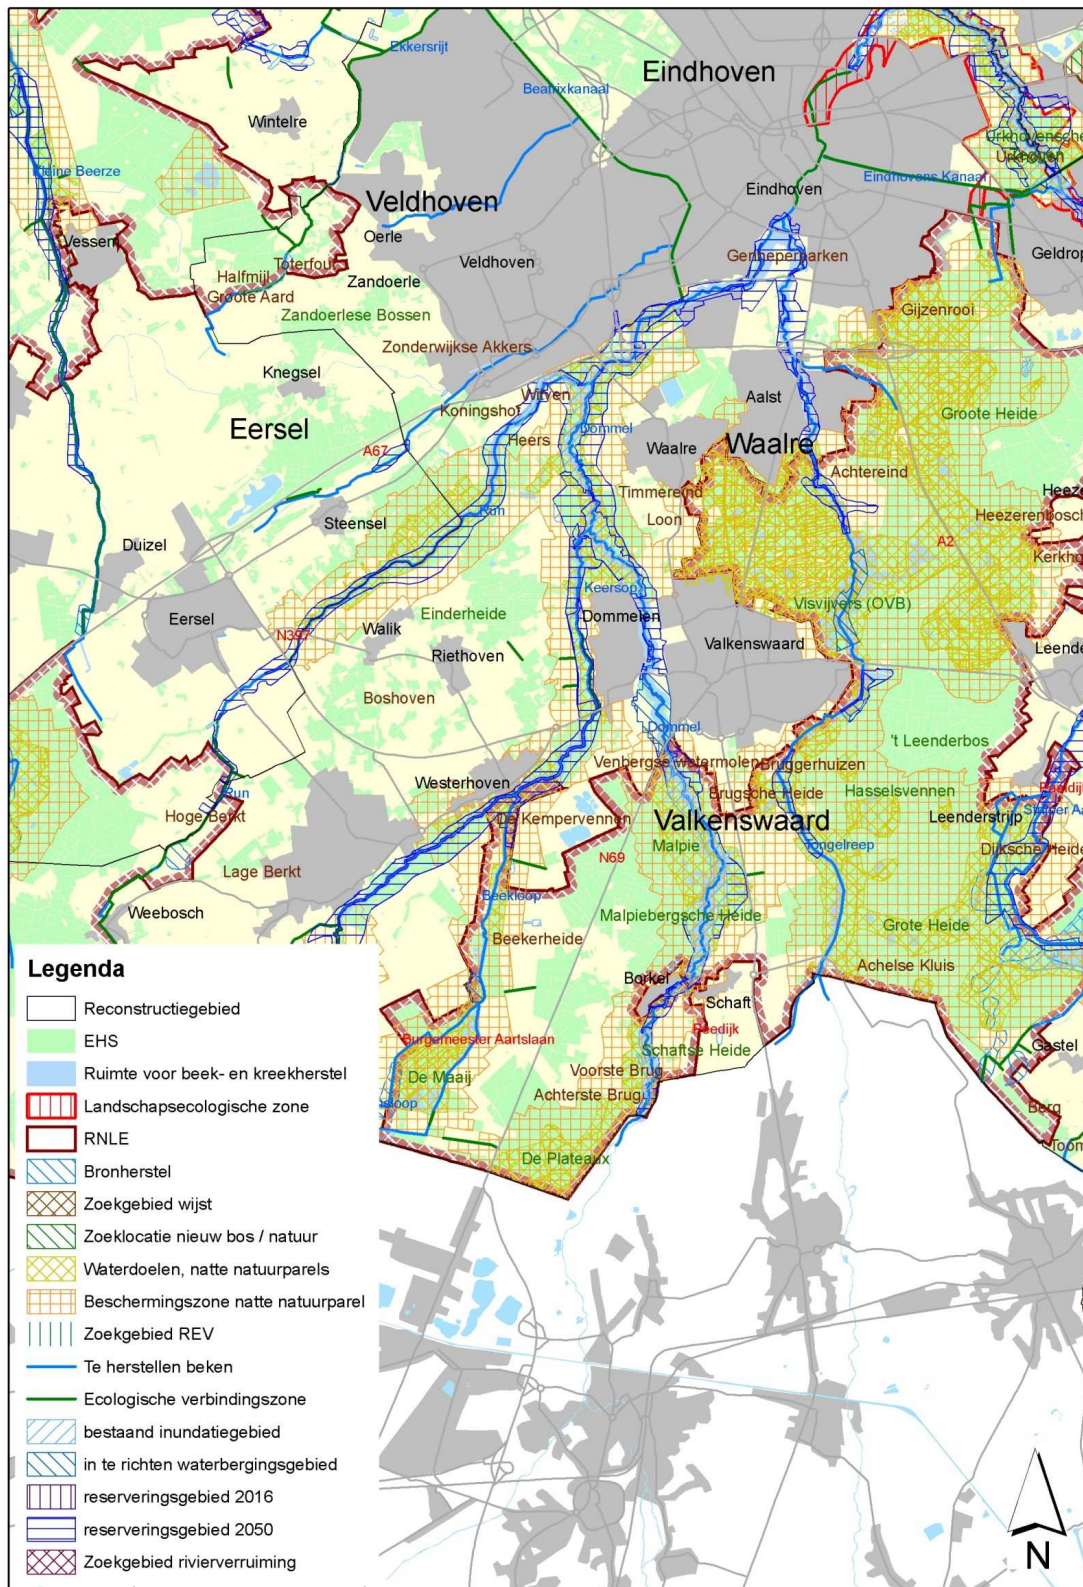 Ekkersrijt
Eindhoven
Beatrixkanaal
Wintelre
Urkhoven
Kleine Beerze
Eindhovens Kanaal
Eindhoven
Veldhoven
Vessem
Oerle
Veldhoven
Genneperparken
Geldrop
Toterfout
Halfmijl
Zandoerle
Groote Aard
Gijzenrooi
Zandoerlese Bossen
Zonderwijkse Akkers
Knegsel
Aalst
Witven
Koningshof
Groote Heide
Eersel
Dommel
Heers
Waalre
Waalre
A67
Achtereind
Timmereind
Run
Heeze
Steensel
Loon
Heezerenbosch
Duizel
A2
Kerkho
Keersop
Visvijvers (OVB)
Eersel
Einderheide
Dommelen
Walik
N397
Valkenswaard
Leende
Riethoven
Boshoven
Dommel
't Leenderbos
Venbergse watermolen
Bruggerhuizen
Westerhoven
Run
Brugsche Heide
Hasselsvennen
Hoge Berkt
De Kempervennen
Leenderstrijp
Valkenswaard
Malpie
Tongelreep
Dijksche Heide
N69
Lage Berkt
Beekloop
Weebosch
Malpiebergsche Heide
Grote Heide
Beekerheide
Achelse Kluis
Borkel
Schaft
Reedijk
Burgemeester Aartslaan
Schaftse Heide
Gastel
De Maaij
Voorste Brug
Achterste Brug
Berg
Toom
De Plateaux
Legenda
Reconstructiegebied
EHS
Ruimte voor beek- en kreekherstel
Landschapsecologische zone
RNLE
Bronherstel
Zoekgebied wijst
Zoeklocatie nieuw bos / natuur
Waterdoelen, natte natuurparels
Beschermingszone natte natuurparel
Zoekgebied REV
Te herstellen beken
Ecologische verbindingszone
bestaand inundatiegebied
in te richten waterbergingsgebied
reserveringsgebied 2016
reserveringsgebied 2050
Zoekgebied rivierverruiming
N